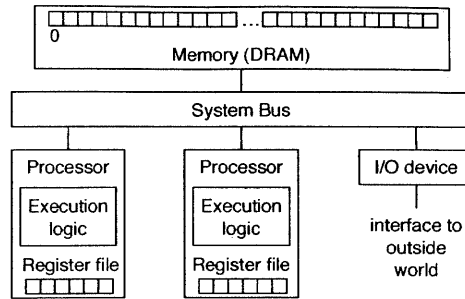 ...
0
Memory (DRAM)
System Bus
Processor
Execution
logic
Register file
Processor
Execution
logic
Register file
I/O device
interface to
outside
world